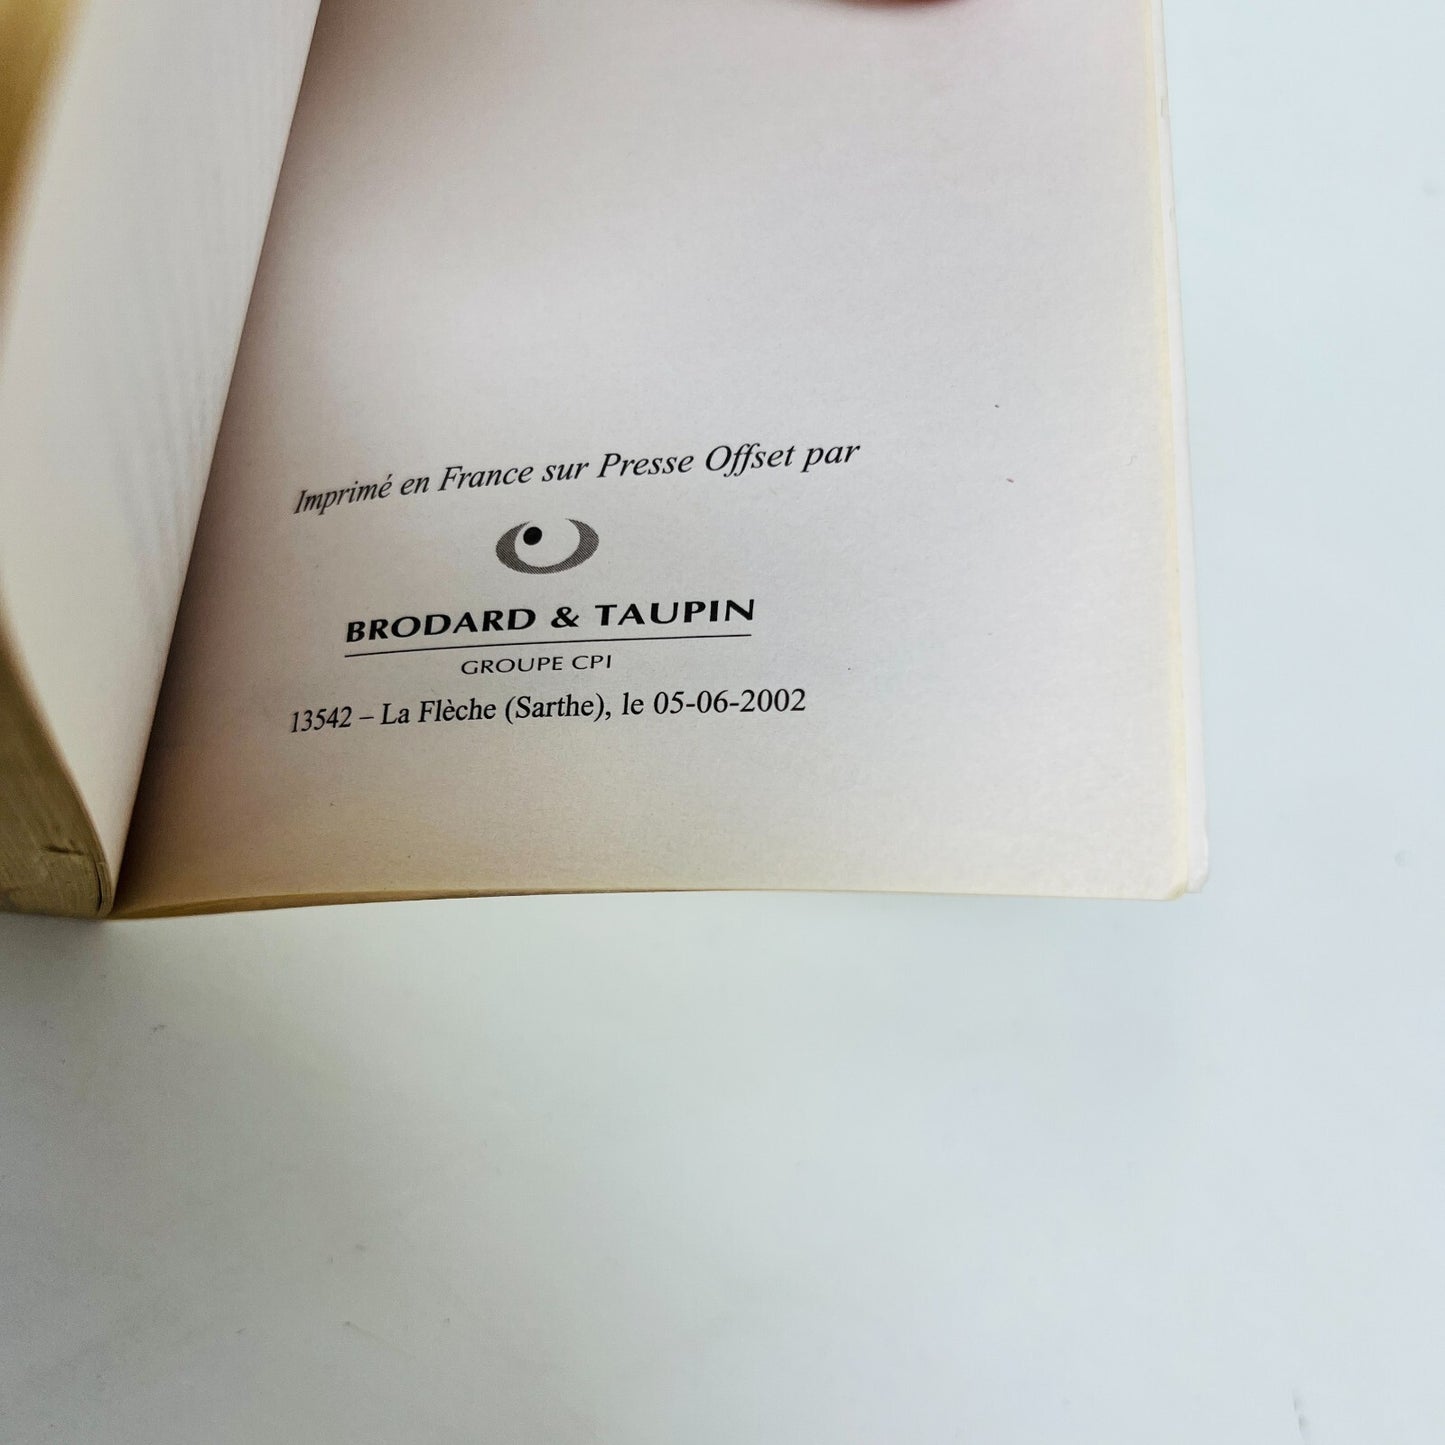 Imprimé en France sur Presse Offset par
BRODARD & TAUPIN
GROUPE CPI
13542 – La Flèche (Sarthe), le 05-06-2002